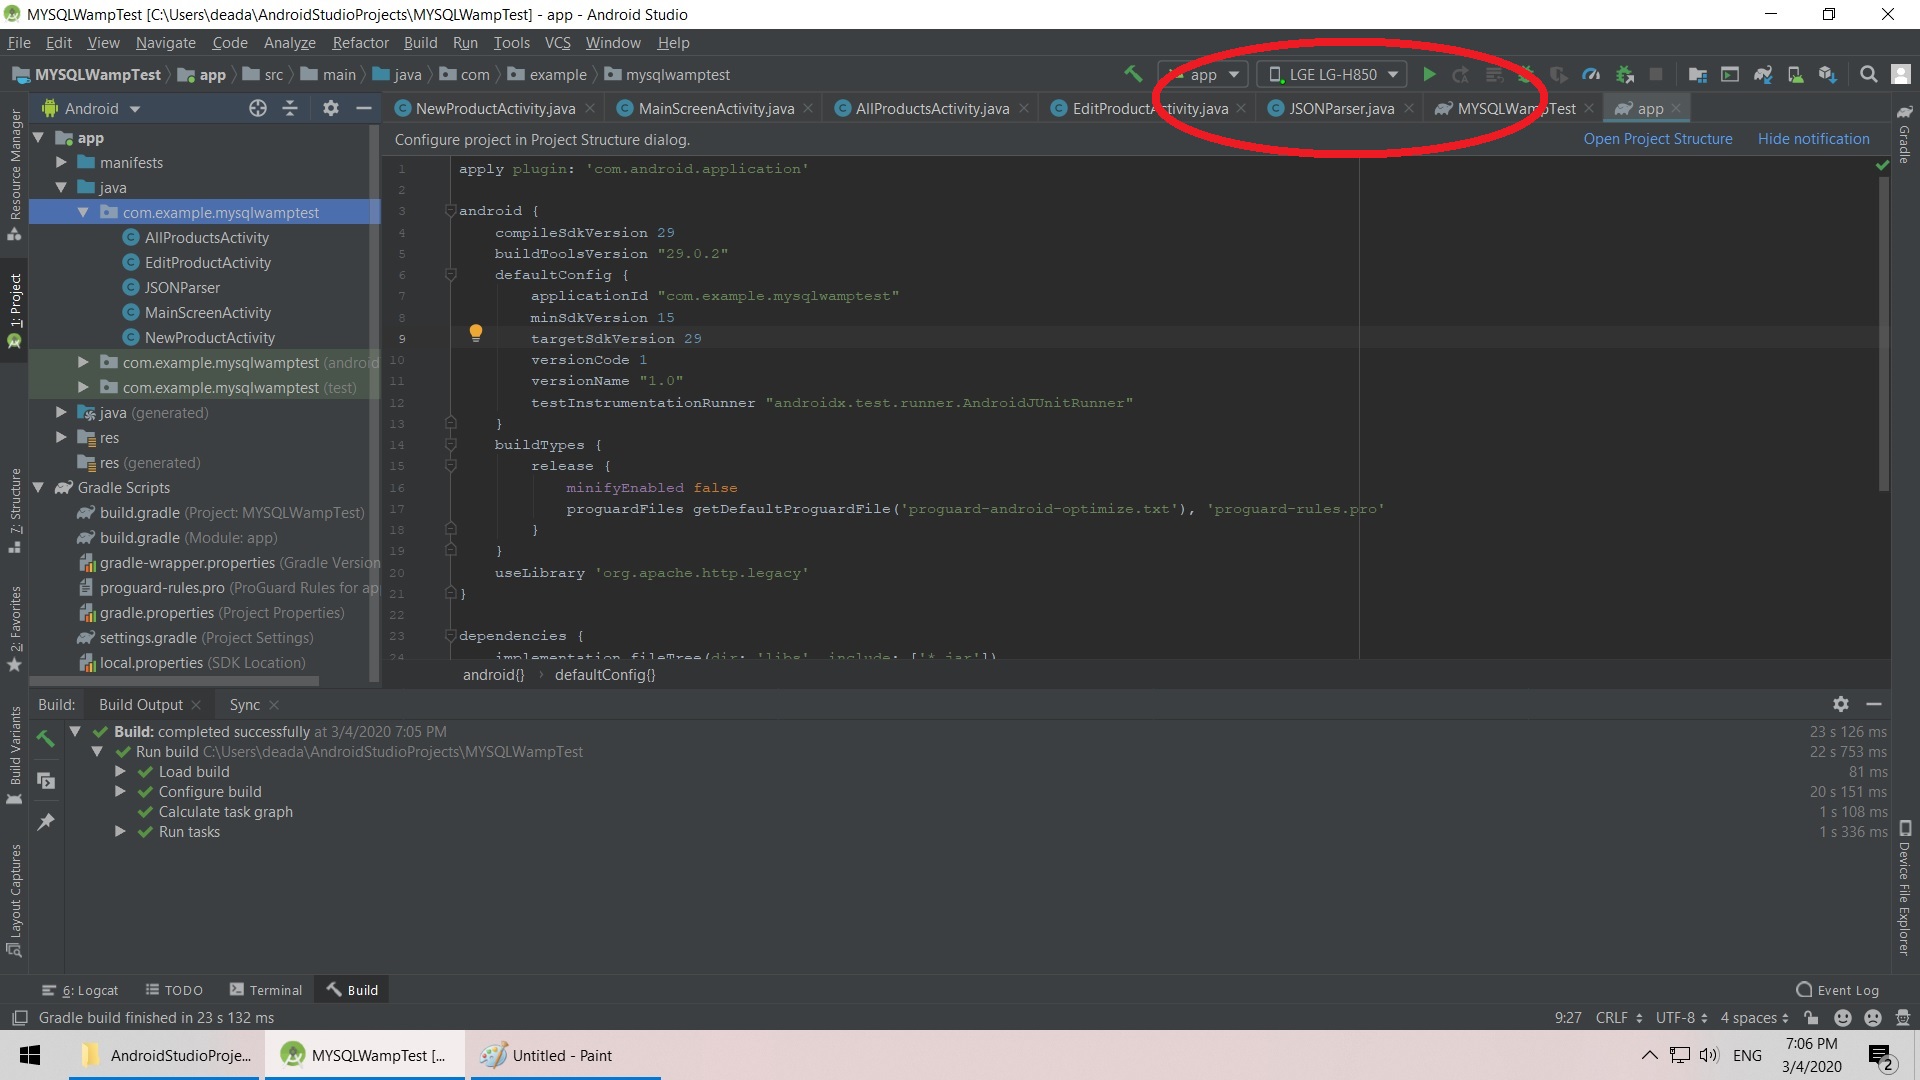 MYSQLWampTest [C:\Users\deada\AndroidStudioProjects\MYSQLWampTest] - app - Android Studio
File Edit View Navigate Code Analyze Refactor Build Run Tools VCS Window Help
MYSQLWampTest app src main java com example mysqlwamptest app LGE LG-H850
Android NewProductActivity.java MainScreenActivity.java AllProductsActivity.java EditProductActivity.java JSONParser.java MYSQLWampTest app
Configure project in Project Structure dialog. Open Project Structure Hide notification
Resource Manager
1: Project
7: Structure
2: Favorites
Build Variants
Layout Captures
app
manifests
java
com.example.mysqlwamptest
AllProductsActivity
EditProductActivity
JSONParser
MainScreenActivity
NewProductActivity
com.example.mysqlwamptest (android
com.example.mysqlwamptest (test)
java (generated)
res
res (generated)
Gradle Scripts
build.gradle (Project: MYSQLWampTest)
build.gradle (Module: app)
gradle-wrapper.properties (Gradle Version
proguard-rules.pro (ProGuard Rules for ap
gradle.properties (Project Properties)
settings.gradle (Project Settings)
local.properties (SDK Location)
1 apply plugin: 'com.android.application'
2
3 android {
4 compileSdkVersion 29
5 buildToolsVersion "29.0.2"
6 defaultConfig {
7 applicationId "com.example.mysqlwamptest"
8 minSdkVersion 15
9 targetSdkVersion 29
10 versionCode 1
11 versionName "1.0"
12 testInstrumentationRunner "androidx.test.runner.AndroidJUnitRunner"
13 }
14 buildTypes {
15 release {
16 minifyEnabled false
17 proguardFiles getDefaultProguardFile('proguard-android-optimize.txt'), 'proguard-rules.pro'
18 }
19 }
20 useLibrary 'org.apache.http.legacy'
21 }
22
23 dependencies {
24 implementation fileTree(dir: 'libs', include: ['*.jar'])
android{} › defaultConfig{}
Gradle
Device File Explorer
Build: Build Output Sync
Build: completed successfully at 3/4/2020 7:05 PM 23 s 126 ms
Run build C:\Users\deada\AndroidStudioProjects\MYSQLWampTest 22 s 753 ms
Load build 81 ms
Configure build 20 s 151 ms
Calculate task graph 1 s 108 ms
Run tasks 1 s 336 ms
6: Logcat TODO Terminal Build Event Log
Gradle build finished in 23 s 132 ms 9:27 CRLF UTF-8 4 spaces
AndroidStudioProje... MYSQLWampTest [... Untitled - Paint ENG 7:06 PM
3/4/2020 2